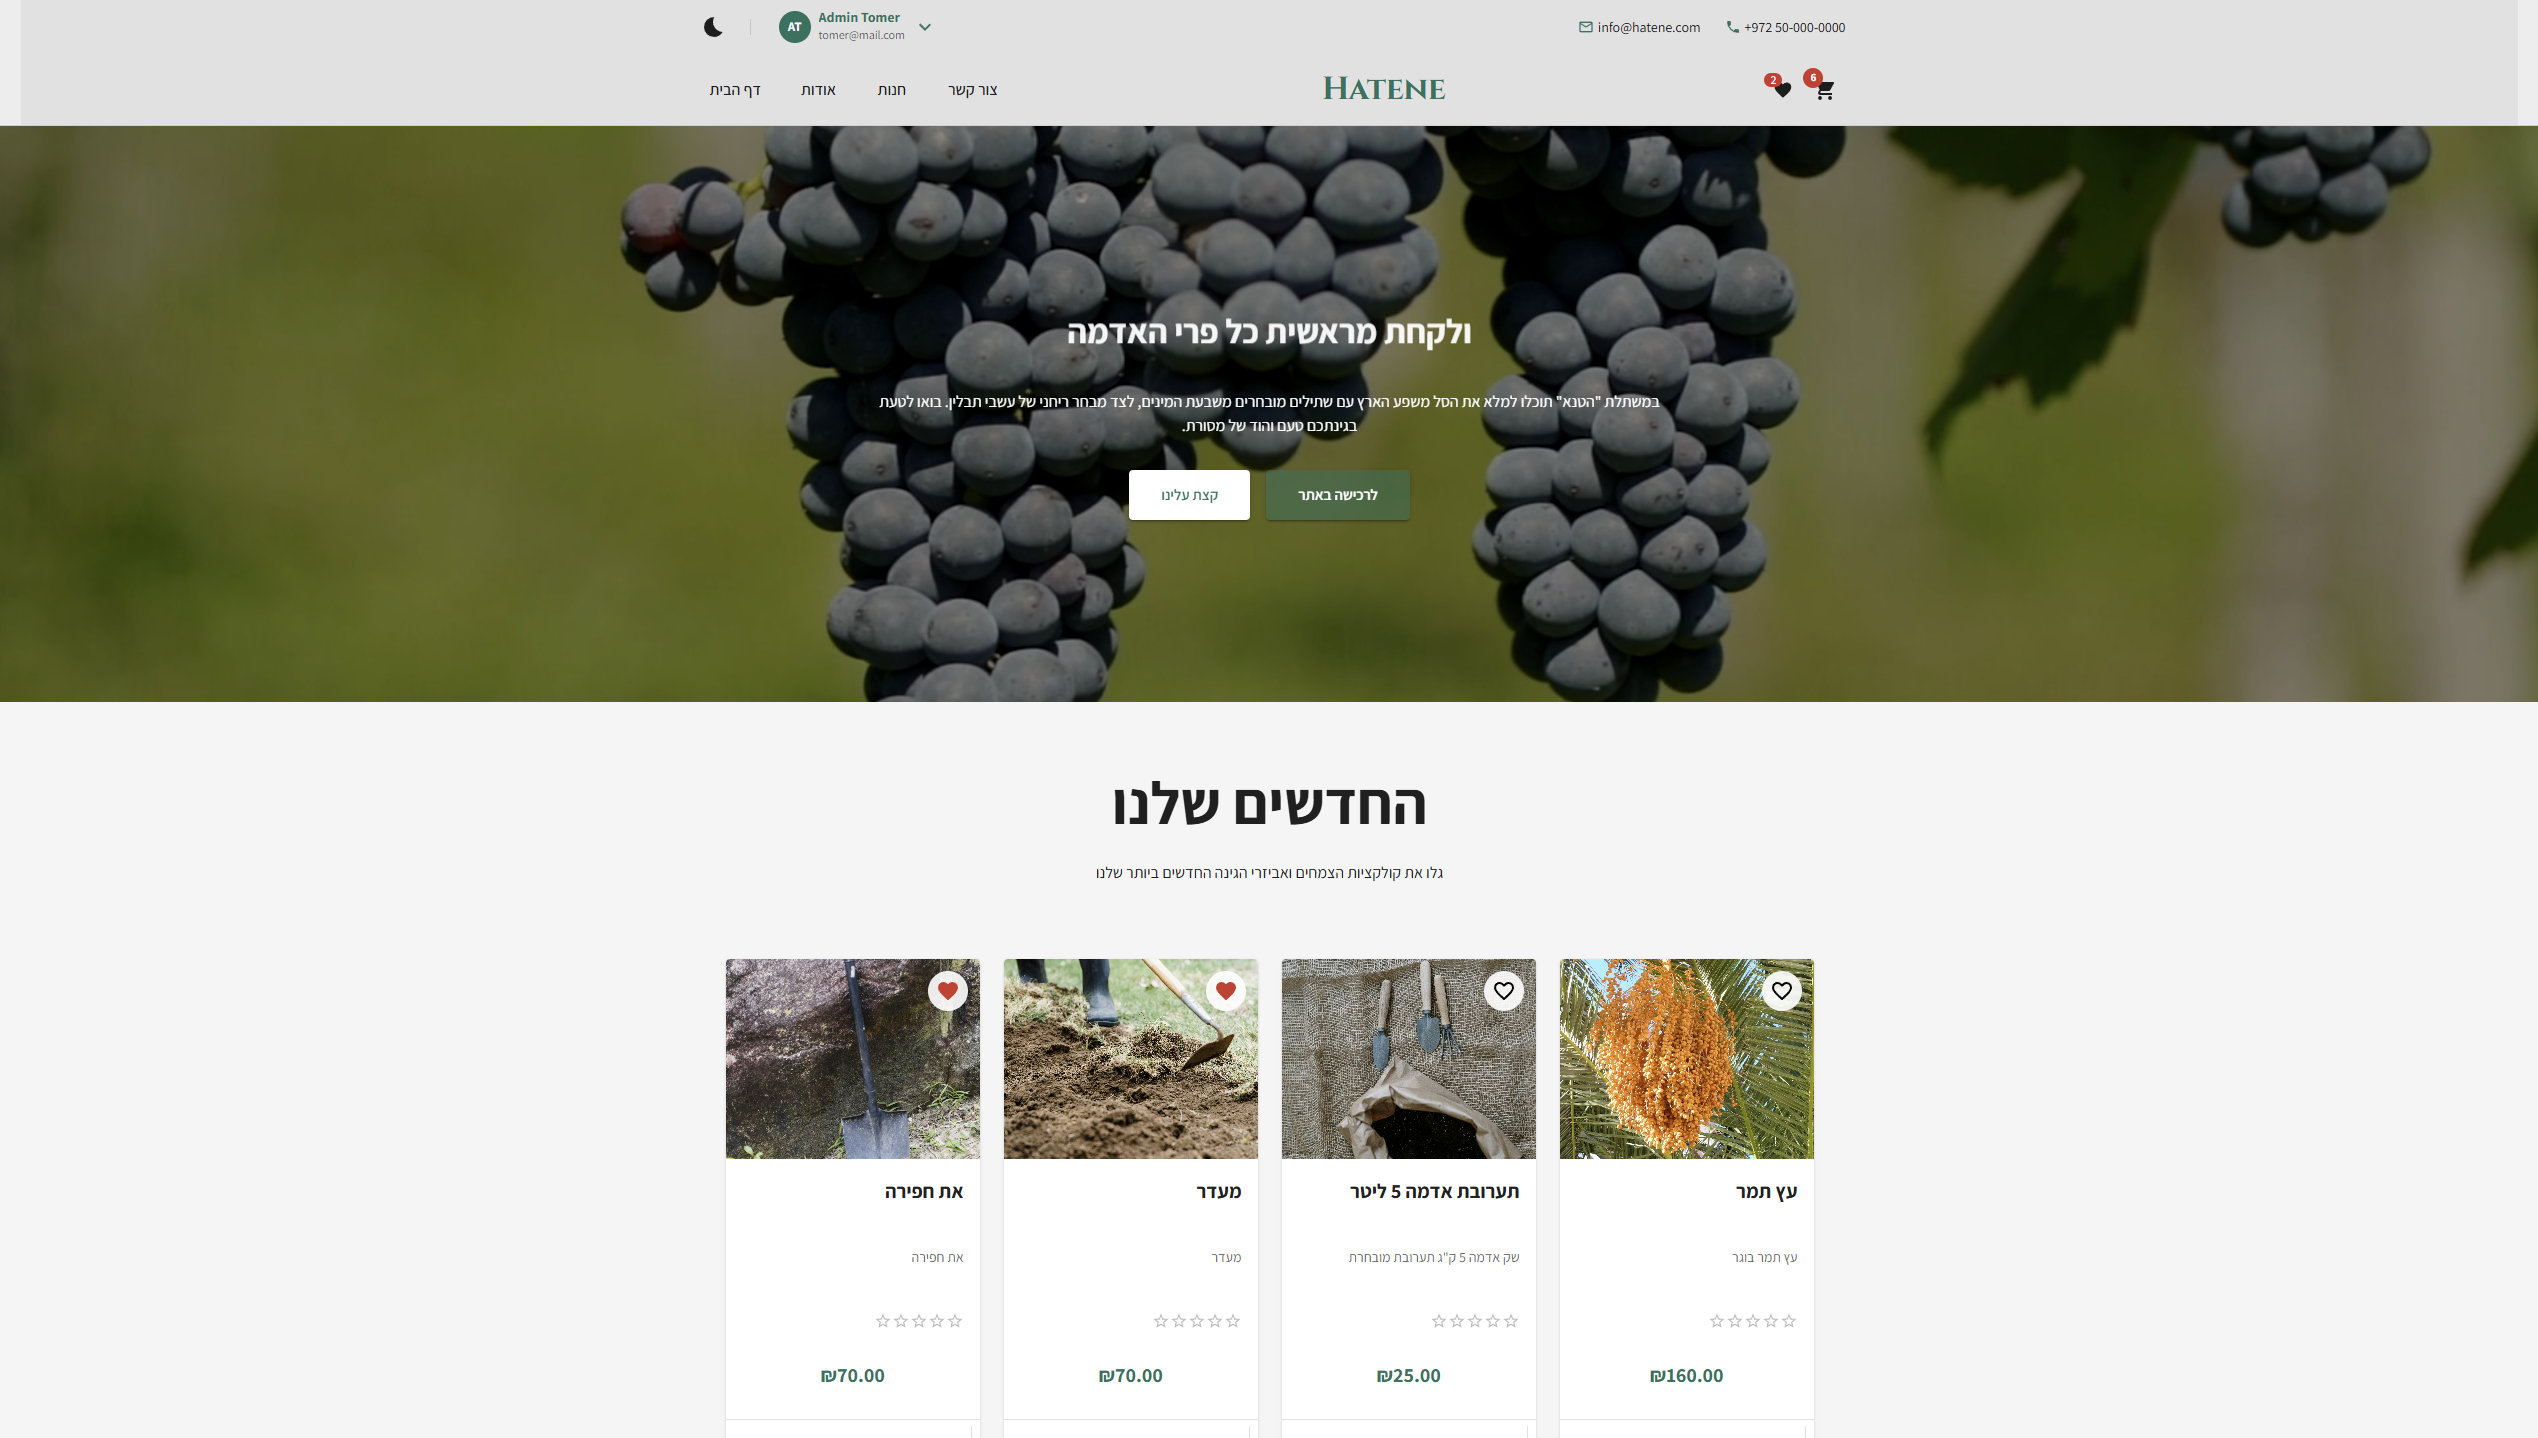 AT
Admin Tomer
tomer@mail.com
info@hatene.com
+972 50-000-0000
דף הבית
אודות
חנות
צור קשר
HATENE
2
6
ולקחת מראשית כל פרי האדמה
במשתלת "הטנא" תוכלו למלא את הסל משפע הארץ עם שתילים מובחרים משבעת המינים, לצד מבחר ריחני של עשבי תבלין. בואו לטעת
בגינתכם טעם והוד של מסורת.
לרכישה באתר
קצת עלינו
החדשים שלנו
גלו את קולקציות הצמחים ואביזרי הגינה החדשים ביותר שלנו
עץ תמר
עץ תמר בוגר
₪160.00
תערובת אדמה 5 ליטר
שק אדמה 5 ק"ג תערובת מובחרת
₪25.00
מעדר
מעדר
₪70.00
את חפירה
את חפירה
₪70.00